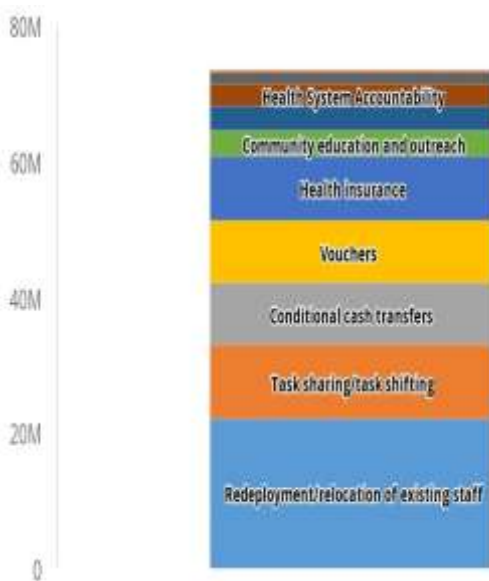 80M
Health System Accountability
Community education and outreach
60M
Health insurance
Vouchers
40M
Conditional cash transfers
Task sharing/task shifting
20M
Redeployment/relocation of existing staff
0